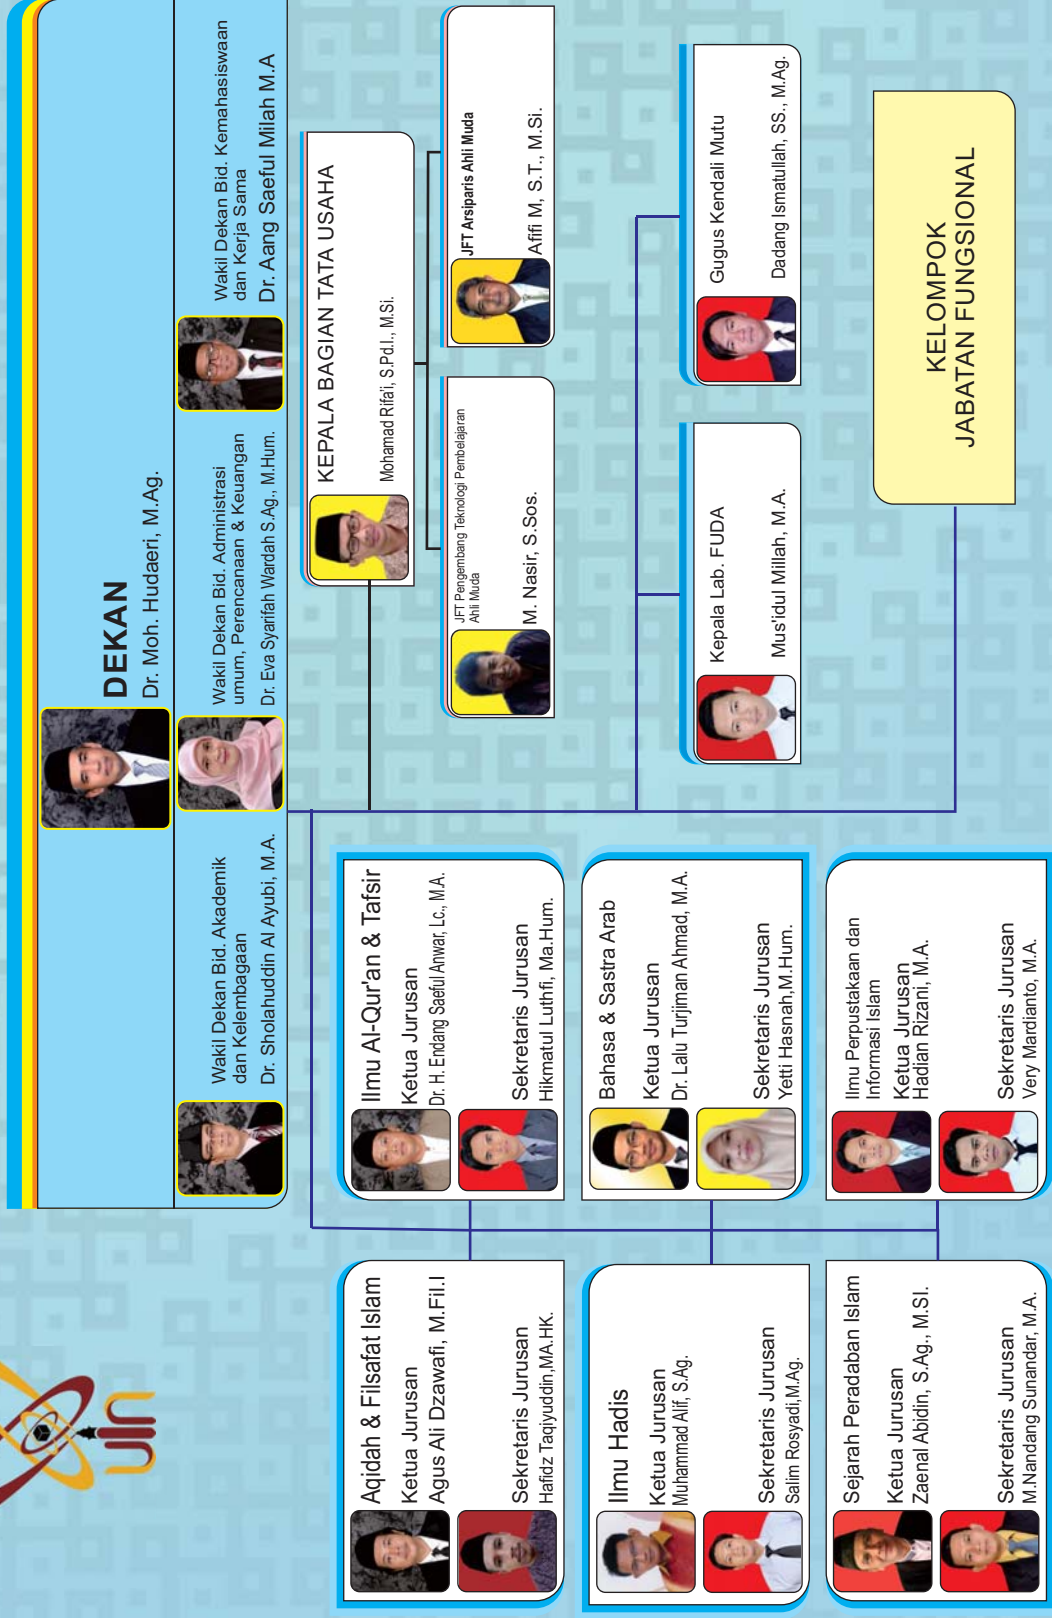 UIN
DEKAN
Dr. Moh. Hudaeri, M.Ag.
Wakil Dekan Bid. Akademik
dan Kelembagaan
Dr. Sholahuddin Al Ayubi, M.A.
Wakil Dekan Bid. Administrasi
umum, Perencanaan & Keuangan
Dr. Eva Syarifah Wardah S.Ag., M.Hum.
Wakil Dekan Bid. Kemahasiswaan
dan Kerja Sama
Dr. Aang Saeful Milah M.A
KEPALA BAGIAN TATA USAHA
Mohamad Rifa'i, S.Pd.I., M.Si.
JFT Pengembang Teknologi Pembelajaran
Ahli Muda
M. Nasir, S.Sos.
JFT Arsiparis Ahli Muda
Afifi M, S.T., M.Si.
Aqidah & Filsafat Islam
Ketua Jurusan
Agus Ali Dzawafi, M.Fil.I
Sekretaris Jurusan
Hafidz Taqiyuddin,MA.HK.
Ilmu Al-Qur'an & Tafsir
Ketua Jurusan
Dr. H. Endang Saeful Anwar, Lc., M.A.
Sekretaris Jurusan
Hikmatul Luthfi, Ma.Hum.
Ilmu Hadis
Ketua Jurusan
Muhammad Alif, S.Ag.
Sekretaris Jurusan
Salim Rosyadi,M.Ag.
Bahasa & Sastra Arab
Ketua Jurusan
Dr. Lalu Turjiman Ahmad, M.A.
Sekretaris Jurusan
Yetti Hasnah,M.Hum.
Kepala Lab. FUDA
Mus'idul Millah, M.A.
Gugus Kendali Mutu
Dadang Ismatullah, SS., M.Ag.
Sejarah Peradaban Islam
Ketua Jurusan
Zaenal Abidin, S.Ag., M.SI.
Sekretaris Jurusan
M.Nandang Sunandar, M.A.
Ilmu Perpustakaan dan
Informasi Islam
Ketua Jurusan
Hadian Rizani, M.A.
Sekretaris Jurusan
Very Mardianto, M.A.
KELOMPOK
JABATAN FUNGSIONAL